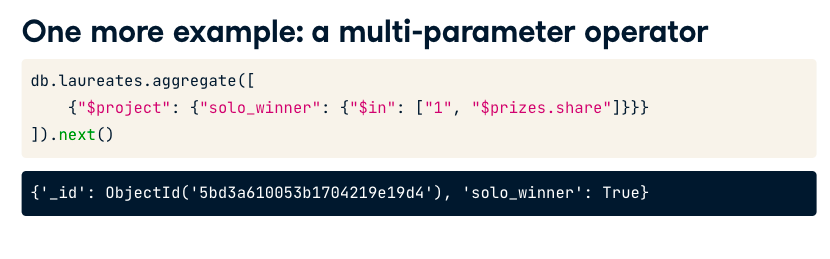 One more example: a multi-parameter operator
db.laureates.aggregate([
    {"$project": {"solo_winner": {"$in": ["1", "$prizes.share"]}}}
]).next()
{'_id': ObjectId('5bd3a610053b1704219e19d4'), 'solo_winner': True}